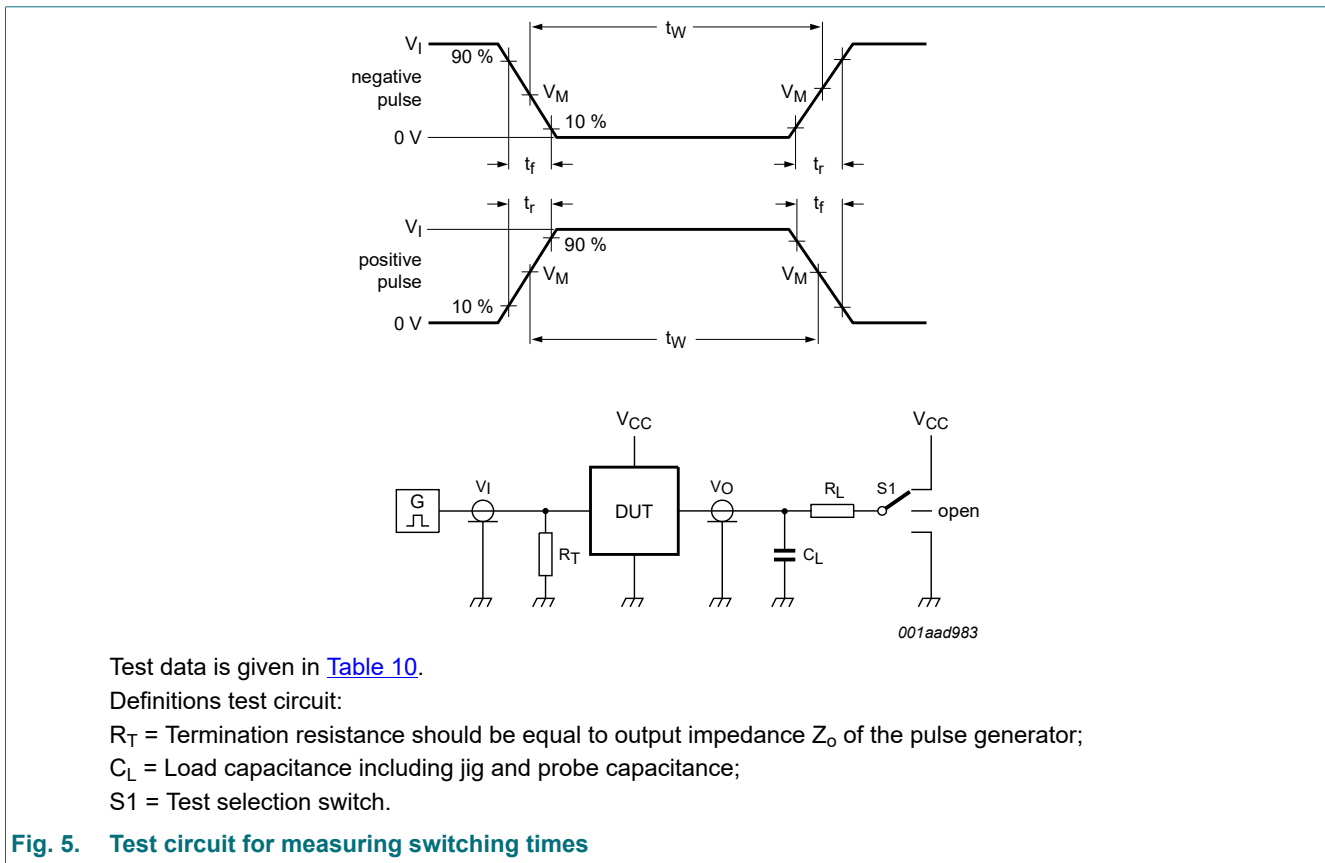 tW
VI
90 %
negative
pulse
VM
VM
10 %
0 V
tf
tr
tr
tf
VI
90 %
positive
pulse
VM
VM
10 %
0 V
tW
VCC
VCC
G
VI
VO
RL
S1
DUT
open
RT
CL
001aad983
Test data is given in Table 10.
Definitions test circuit:
RT = Termination resistance should be equal to output impedance Zo of the pulse generator;
CL = Load capacitance including jig and probe capacitance;
S1 = Test selection switch.
Fig. 5. Test circuit for measuring switching times